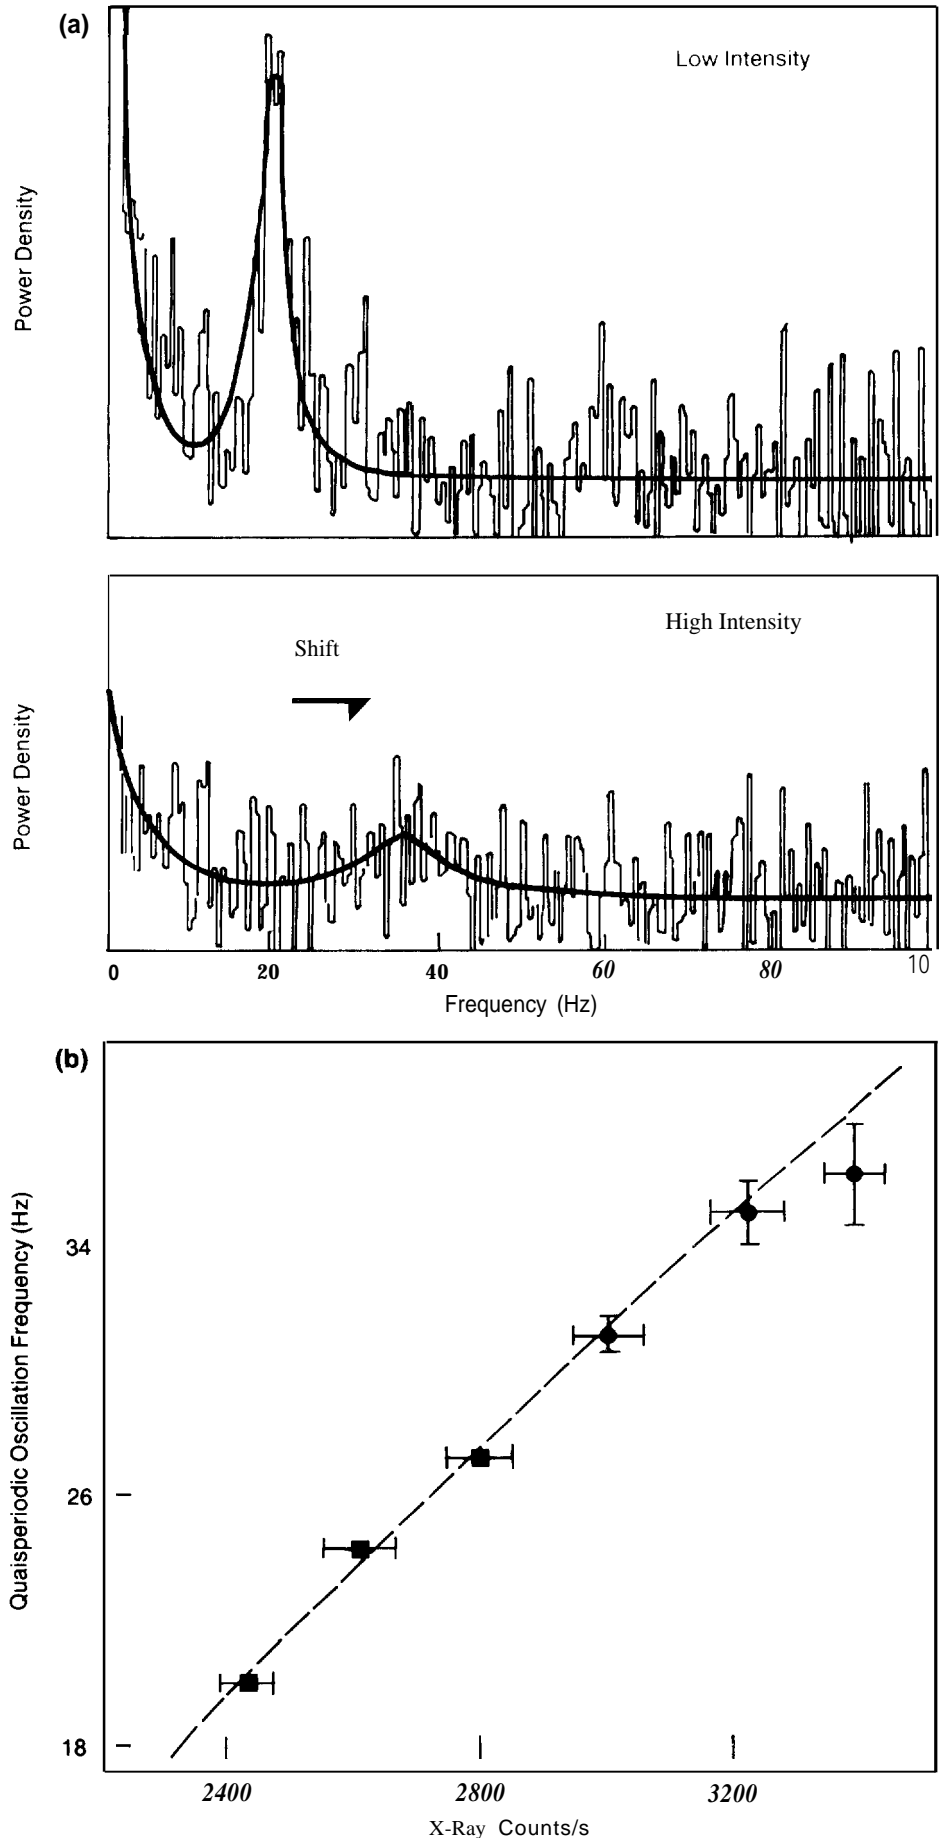 (a)
Low Intensity
Power Density
High Intensity
Shift
Power Density
0 20 40 60 80 10
Frequency (Hz)
(b)
Quaisperiodic Oscillation Frequency (Hz)
34
26
18
2400 2800 3200
X-Ray Counts/s